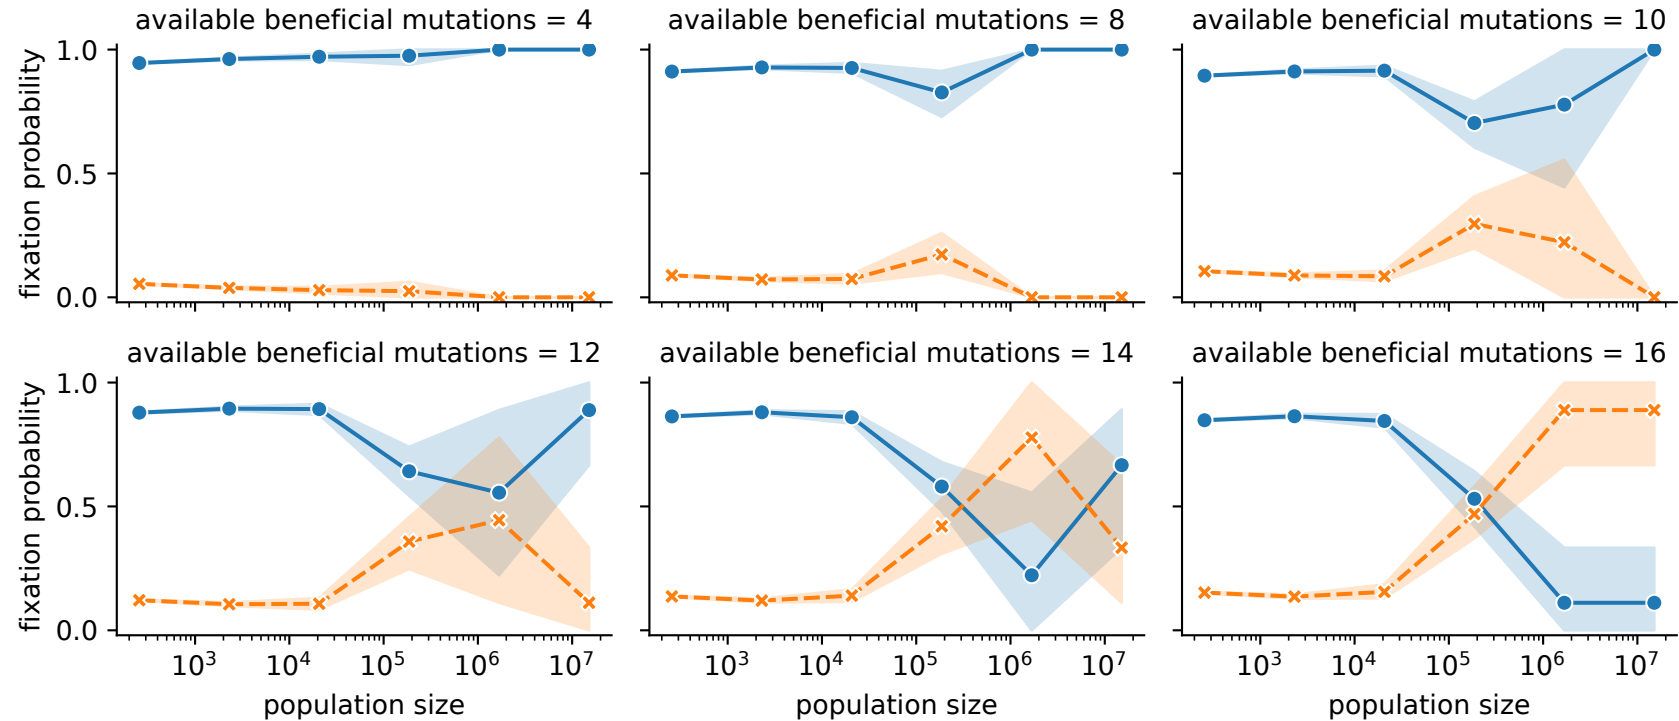 available beneficial mutations = 4
available beneficial mutations = 8
available beneficial mutations = 10
fixation probability
1.0
0.5
0.0
available beneficial mutations = 12
available beneficial mutations = 14
available beneficial mutations = 16
fixation probability
1.0
0.5
0.0
10³ 10⁴ 10⁵ 10⁶ 10⁷
10³ 10⁴ 10⁵ 10⁶ 10⁷
10³ 10⁴ 10⁵ 10⁶ 10⁷
population size
population size
population size